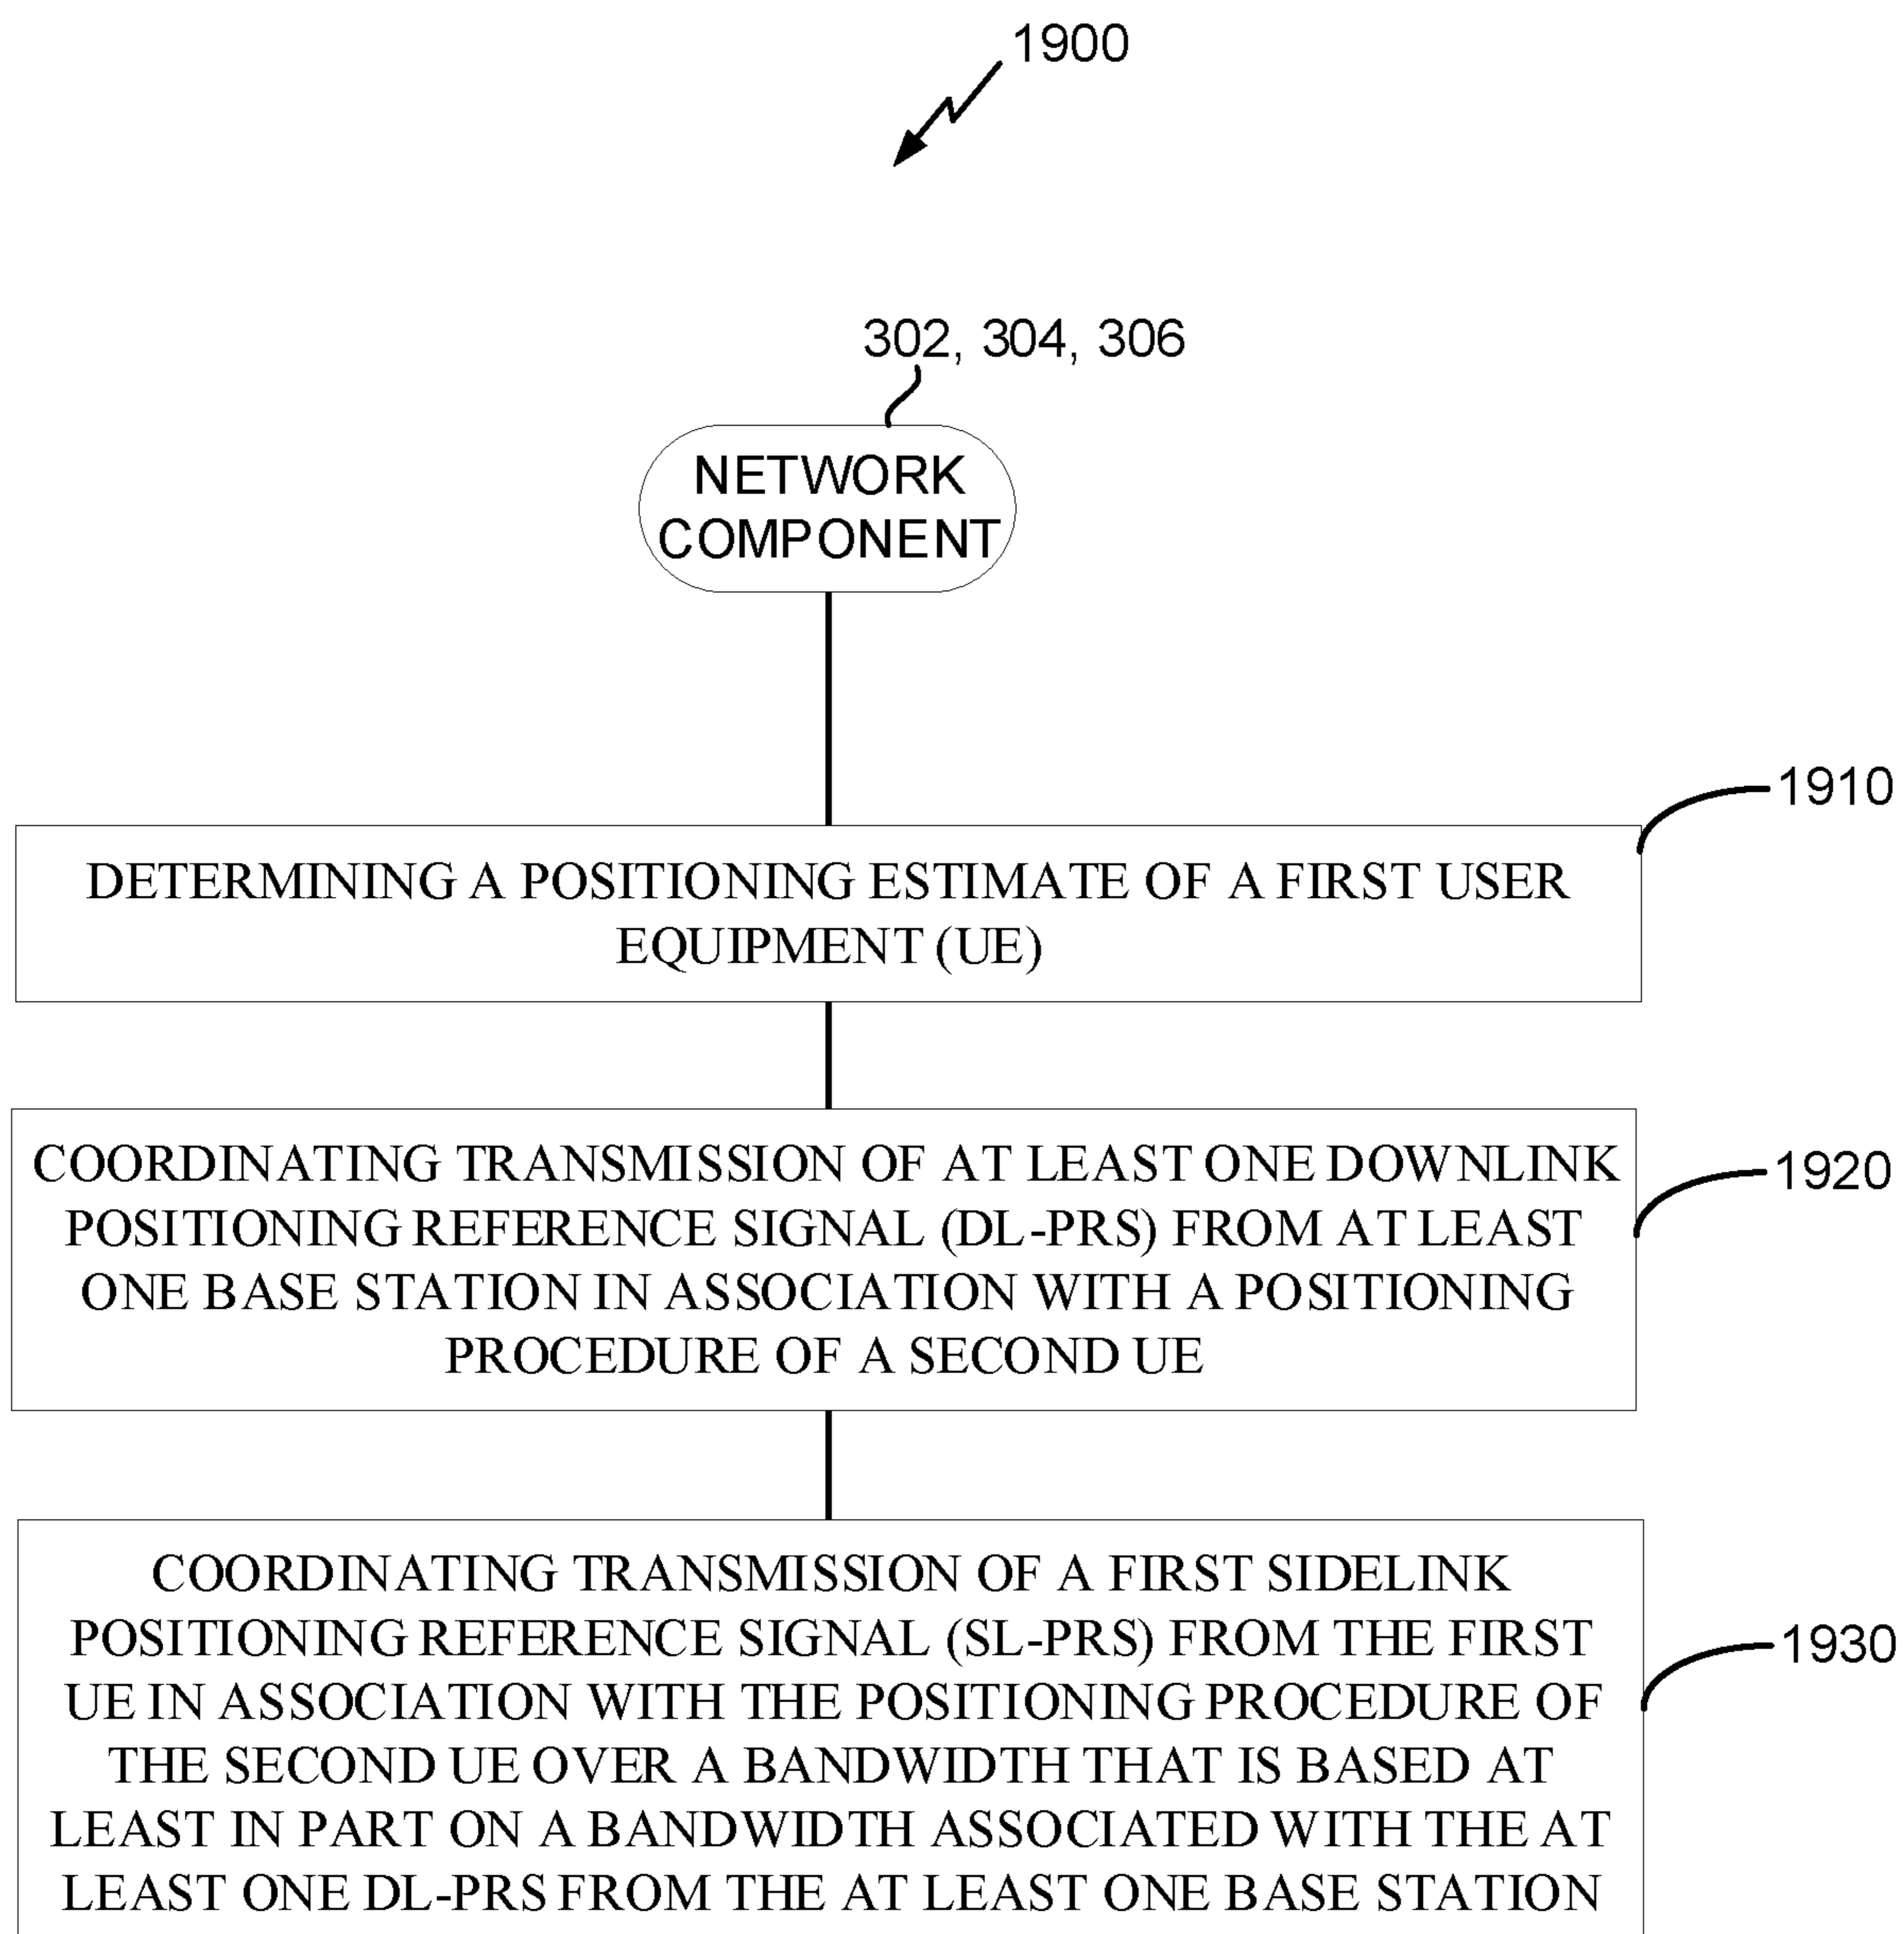 1900
302, 304, 306
NETWORK
COMPONENT
1910
DETERMINING A POSITIONING ESTIMATE OF A FIRST USER
EQUIPMENT (UE)
COORDINATING TRANSMISSION OF AT LEAST ONE DOWNLINK
POSITIONING REFERENCE SIGNAL (DL-PRS) FROM AT LEAST
ONE BASE STATION IN ASSOCIATION WITH A POSITIONING
PROCEDURE OF A SECOND UE
1920
COORDINATING TRANSMISSION OF A FIRST SIDELINK
POSITIONING REFERENCE SIGNAL (SL-PRS) FROM THE FIRST
UE IN ASSOCIATION WITH THE POSITIONING PROCEDURE OF
THE SECOND UE OVER A BANDWIDTH THAT IS BASED AT
LEAST IN PART ON A BANDWIDTH ASSOCIATED WITH THE AT
LEAST ONE DL-PRS FROM THE AT LEAST ONE BASE STATION
1930